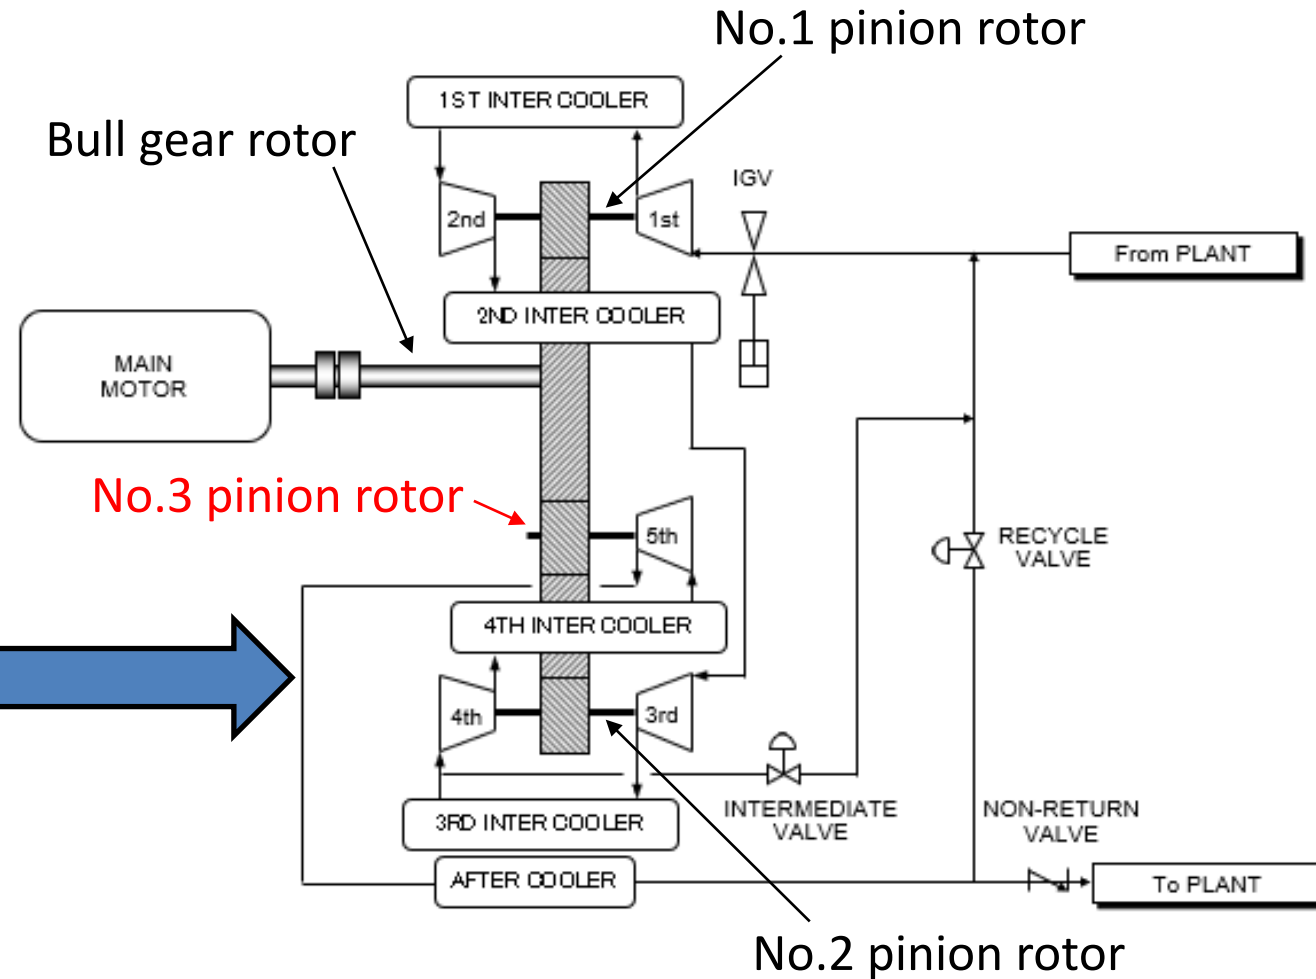 No.1 pinion rotor
1ST INTER COOLER
Bull gear rotor
IGV
2nd
1st
From PLANT
2ND INTER COOLER
MAIN
MOTOR
No.3 pinion rotor
5th
RECYCLE
VALVE
4TH INTER COOLER
4th
3rd
INTERMEDIATE
VALVE
NON-RETURN
VALVE
3RD INTER COOLER
AFTER COOLER
To PLANT
No.2 pinion rotor